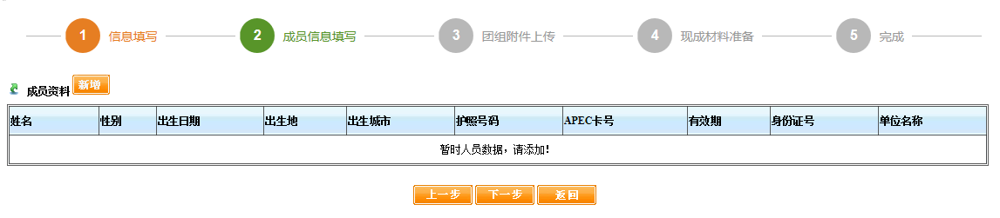 1 信息填写 2 成员信息填写 3 团组附件上传 4 现成材料准备 5 完成
成员资料 新增
姓名 性别 出生日期 出生地 出生城市 护照号码 APEC卡号 有效期 身份证号 单位名称
暂时人员数据，请添加!
上一步 下一步 返回